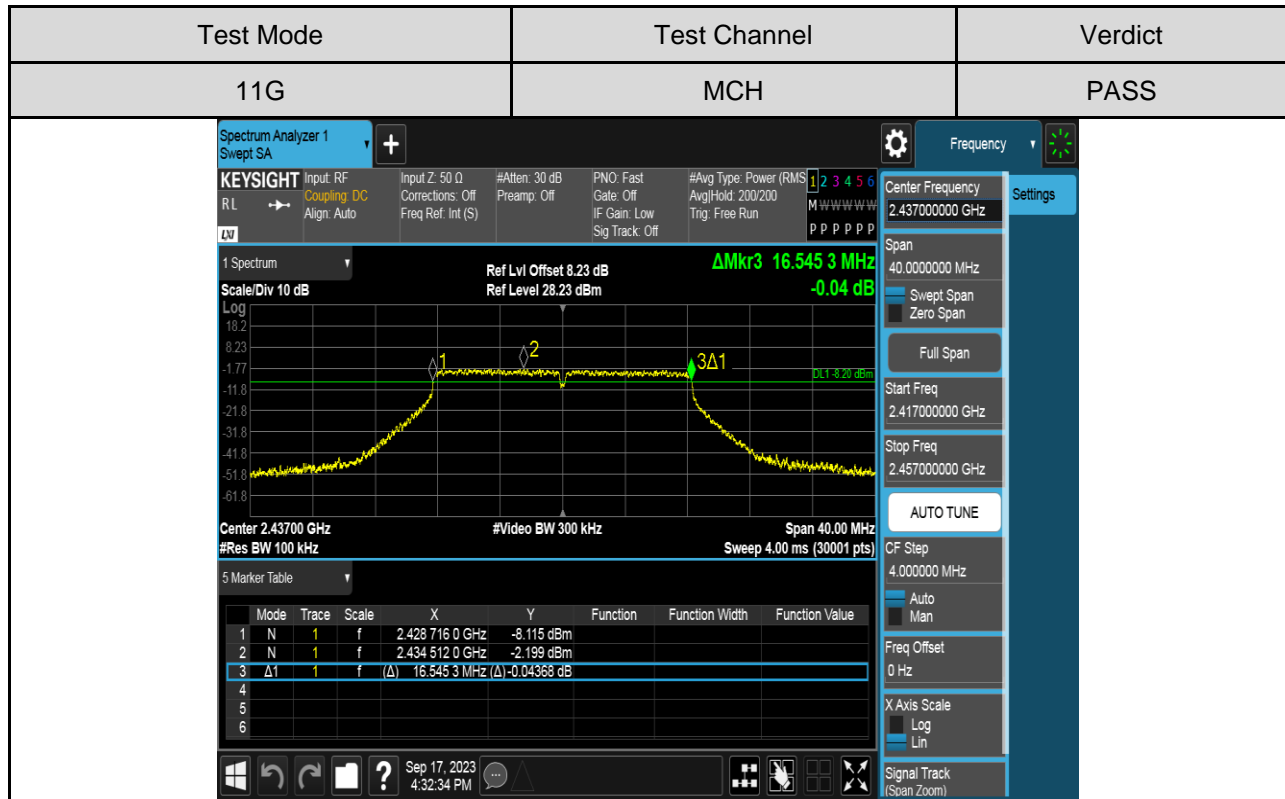 Test Mode Test Channel Verdict
11G MCH PASS
Spectrum Analyzer 1
Swept SA
Frequency
KEYSIGHT Input: RF Input Z: 50 Ω #Atten: 30 dB PNO: Fast #Avg Type: Power (RMS 1 2 3 4 5 6
RL Coupling: DC Corrections: Off Preamp: Off Gate: Off Avg|Hold: 200/200 M W W W W W
Align: Auto Freq Ref: Int (S) IF Gain: Low Trig: Free Run
LXI Sig Track: Off P P P P P P
1 Spectrum
Ref Lvl Offset 8.23 dB
ΔMkr3 16.545 3 MHz
Scale/Div 10 dB Ref Level 28.23 dBm -0.04 dB
Log
18.2
8.23
-1.77
-11.8
-21.8
-31.8
-41.8
-51.8
-61.8
1
2
3Δ1
DL1 -8.20 dBm
Center 2.43700 GHz #Video BW 300 kHz Span 40.00 MHz
#Res BW 100 kHz Sweep 4.00 ms (30001 pts)
5 Marker Table
Mode Trace Scale X Y Function Function Width Function Value
1 N 1 f 2.428 716 0 GHz -8.115 dBm
2 N 1 f 2.434 512 0 GHz -2.199 dBm
3 Δ1 1 f (Δ) 16.545 3 MHz (Δ) -0.04368 dB
4
5
6
Sep 17, 2023
4:32:34 PM
Center Frequency
2.437000000 GHz
Settings
Span
40.0000000 MHz
Swept Span
Zero Span
Full Span
Start Freq
2.417000000 GHz
Stop Freq
2.457000000 GHz
AUTO TUNE
CF Step
4.000000 MHz
Auto
Man
Freq Offset
0 Hz
X Axis Scale
Log
Lin
Signal Track
(Span Zoom)